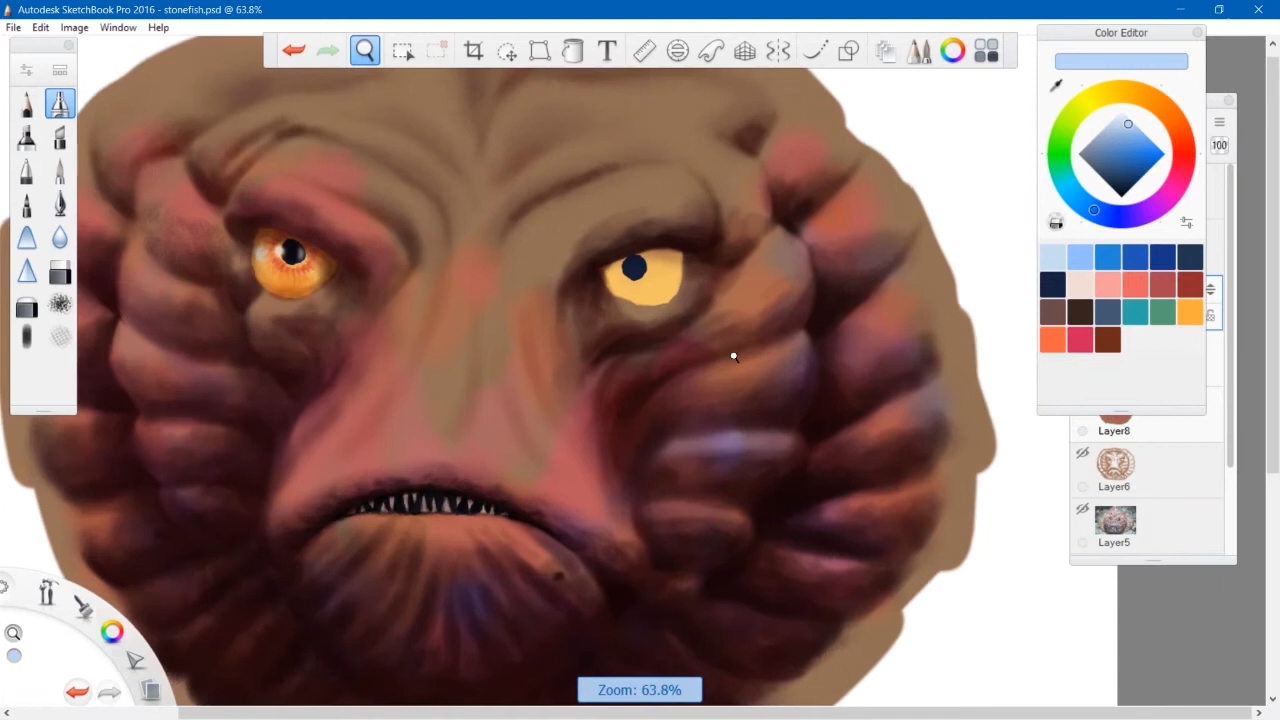 Autodesk SketchBook Pro 2016 - stonefish.psd @ 63.8%
File Edit Image Window Help
T
Color Editor
100
Layer8
Layer6
Layer5
Zoom: 63.8%